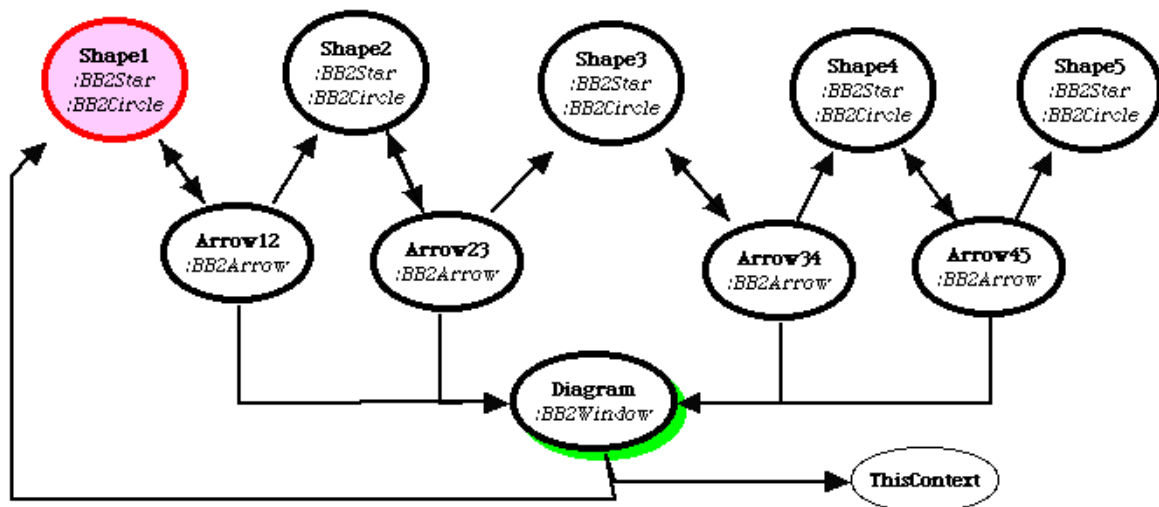 Shape1
:BB2Star
:BB2Circle
Shape2
:BB2Star
:BB2Circle
Shape3
:BB2Star
:BB2Circle
Shape4
:BB2Star
:BB2Circle
Shape5
:BB2Star
:BB2Circle
Arrow12
:BB2Arrow
Arrow23
:BB2Arrow
Arrow34
:BB2Arrow
Arrow45
:BB2Arrow
Diagram
:BB2Window
ThisContext